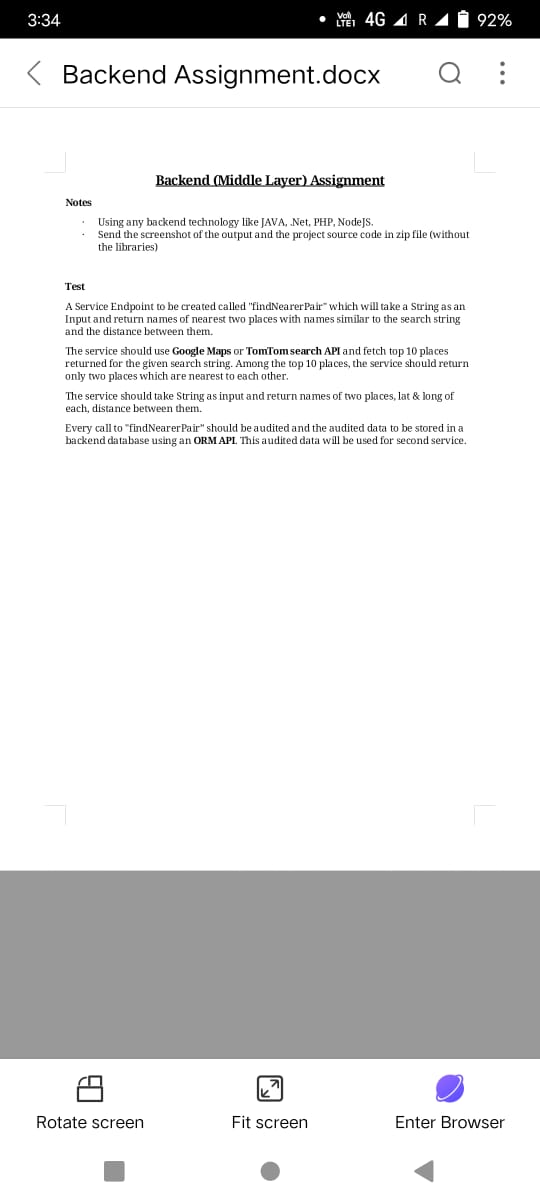 3:34
VoD LTE1 4G R 92%
Backend Assignment.docx
Backend (Middle Layer) Assignment
Notes
· Using any backend technology like JAVA, .Net, PHP, NodeJS.
· Send the screenshot of the output and the project source code in zip file (without
the libraries)
Test
A Service Endpoint to be created called "findNearerPair" which will take a String as an
Input and return names of nearest two places with names similar to the search string
and the distance between them.
The service should use Google Maps or TomTom search API and fetch top 10 places
returned for the given search string. Among the top 10 places, the service should return
only two places which are nearest to each other.
The service should take String as input and return names of two places, lat & long of
each, distance between them.
Every call to "findNearerPair" should be audited and the audited data to be stored in a
backend database using an ORM API. This audited data will be used for second service.
Rotate screen
Fit screen
Enter Browser